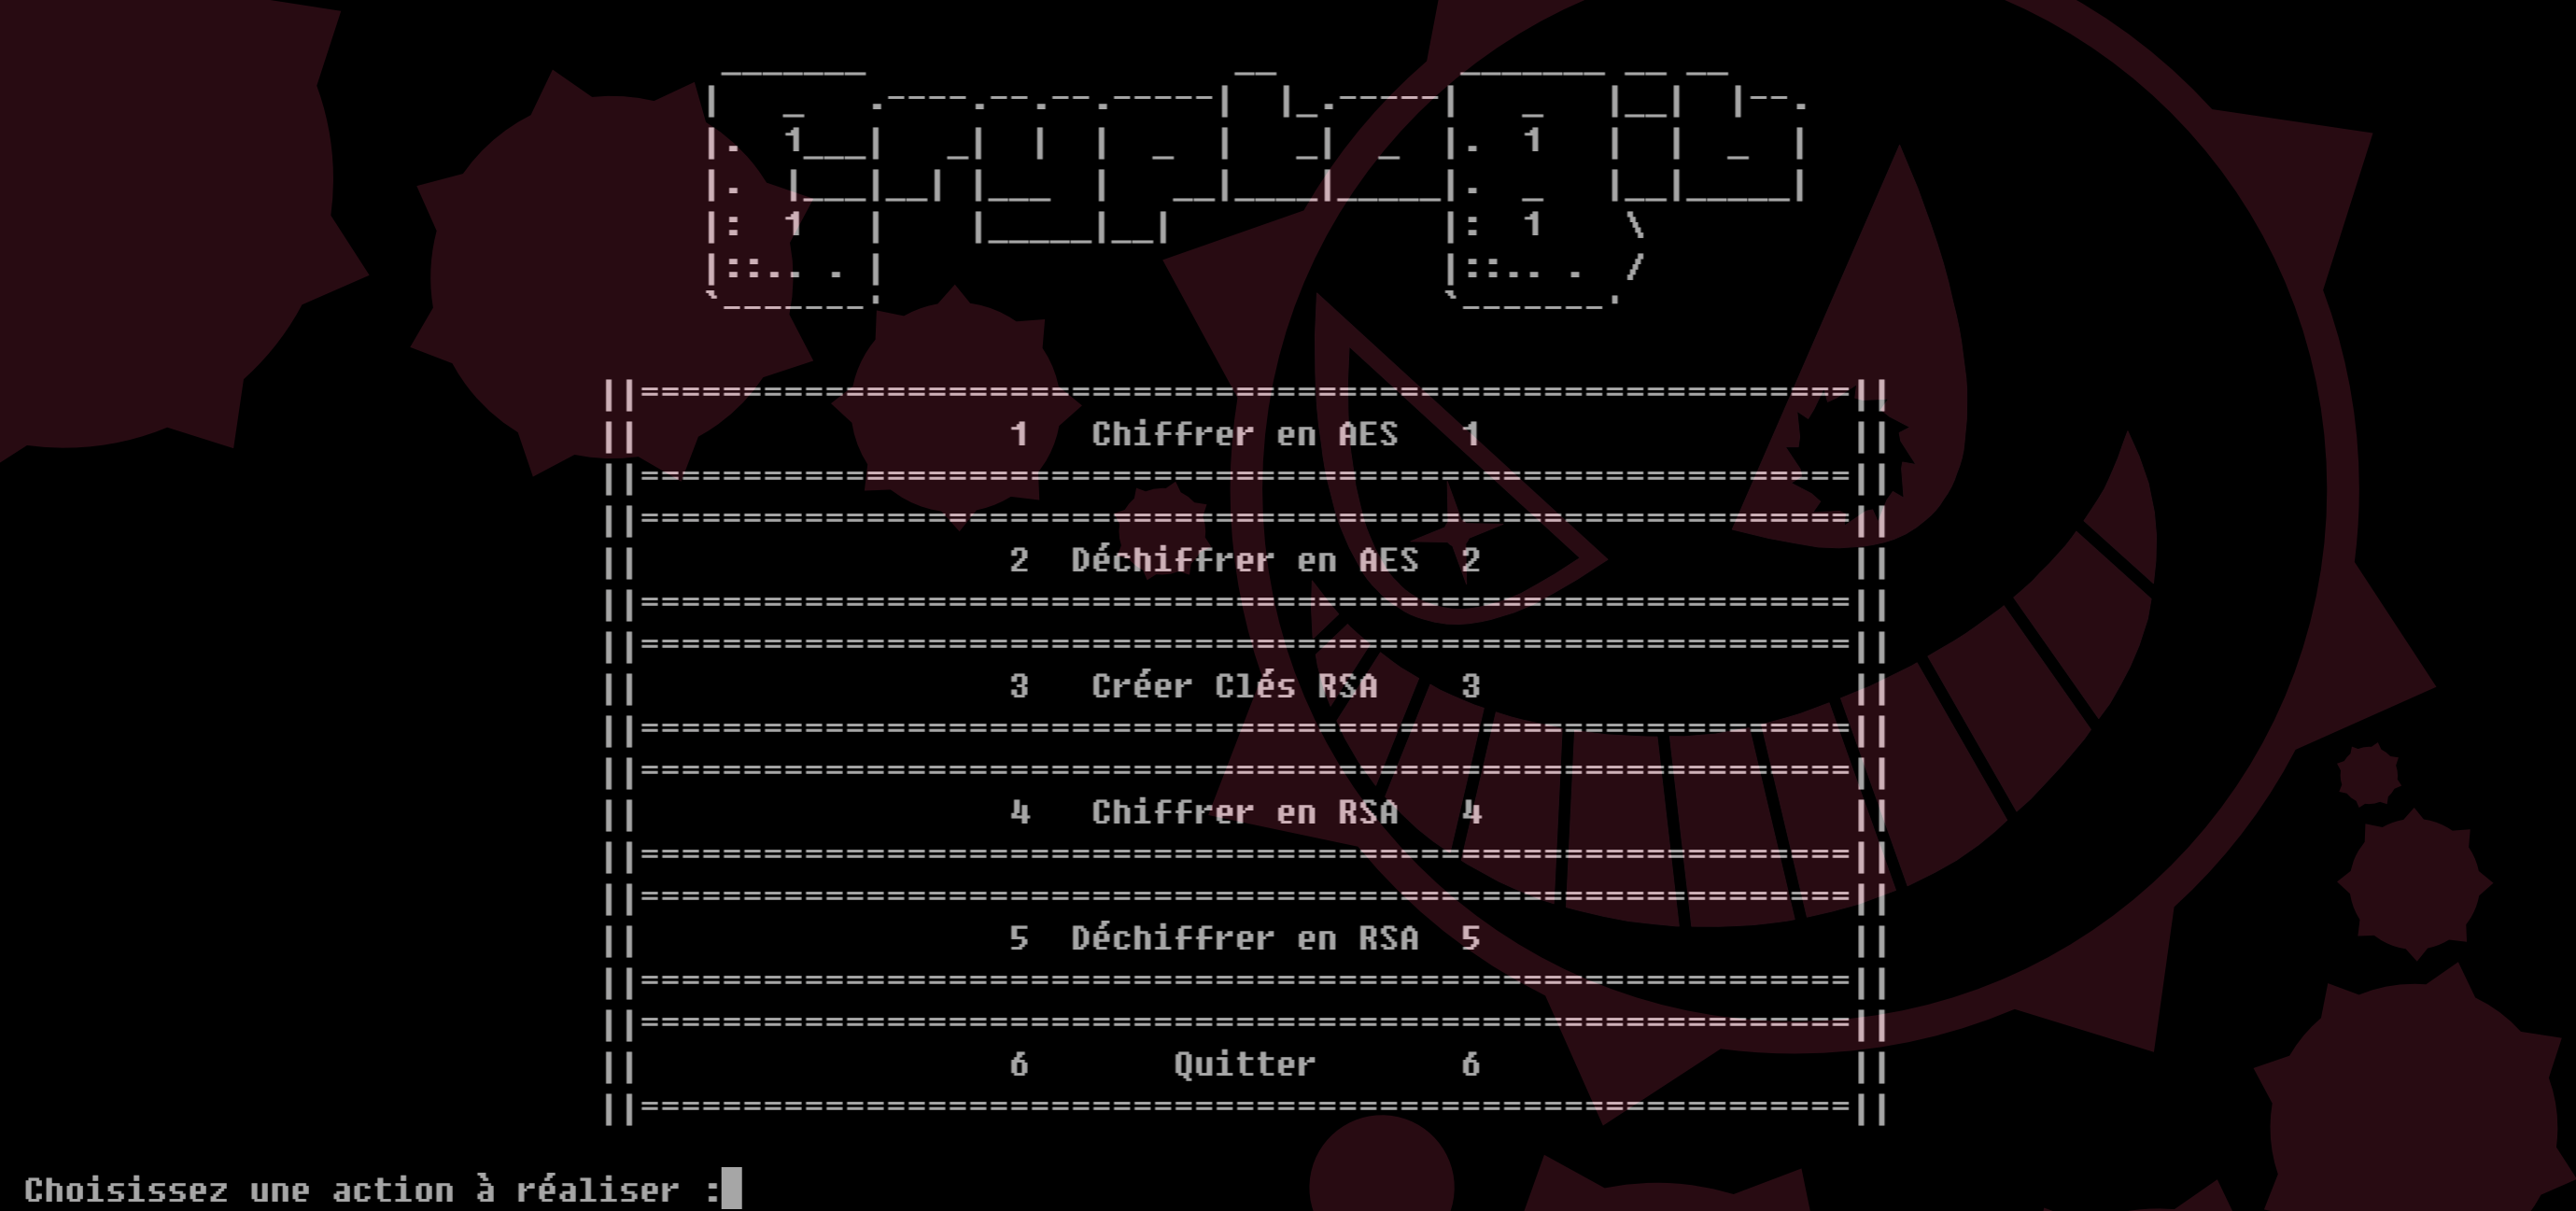 CryptoBib
1 Chiffrer en AES 1
2 Déchiffrer en AES 2
3 Créer Clés RSA 3
4 Chiffrer en RSA 4
5 Déchiffrer en RSA 5
6 Quitter 6
Choisissez une action à réaliser :